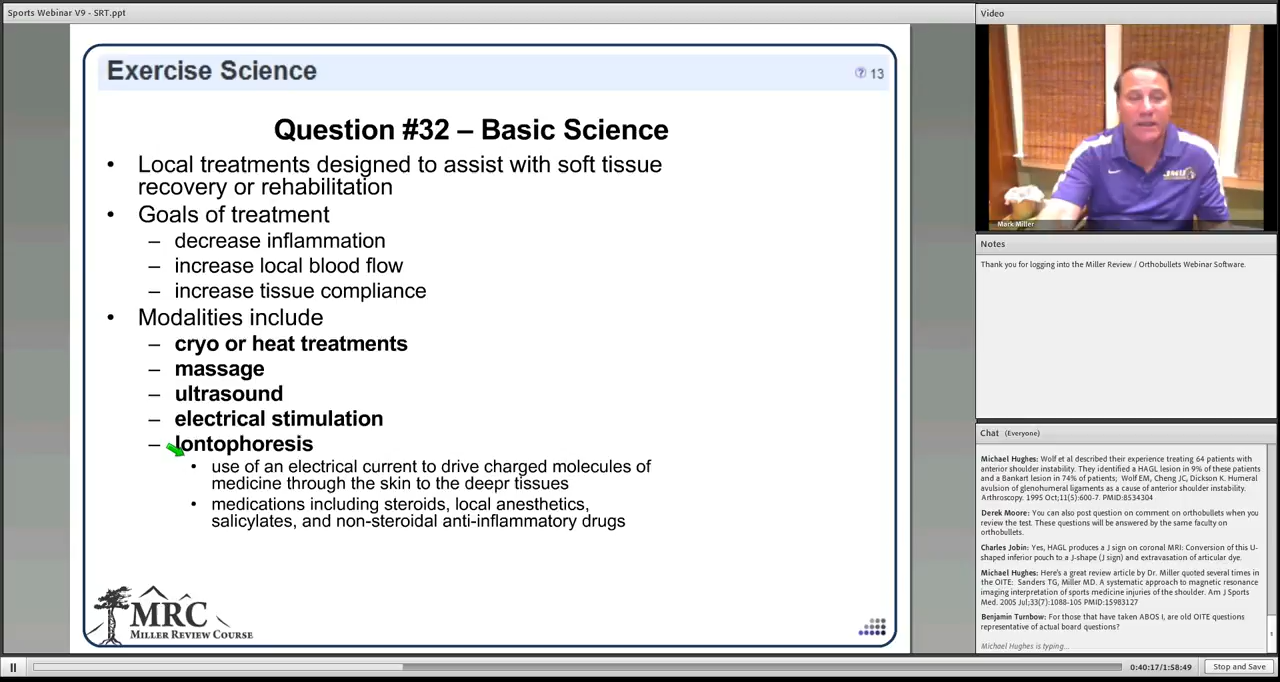 Sports Webinar V9 - SRT.ppt
Exercise Science
? 13
Question #32 – Basic Science
• Local treatments designed to assist with soft tissue
recovery or rehabilitation
• Goals of treatment
– decrease inflammation
– increase local blood flow
– increase tissue compliance
• Modalities include
– cryo or heat treatments
– massage
– ultrasound
– electrical stimulation
– Iontophoresis
• use of an electrical current to drive charged molecules of
medicine through the skin to the deepr tissues
• medications including steroids, local anesthetics,
salicylates, and non-steroidal anti-inflammatory drugs
MRC
MILLER REVIEW COURSE
Video
JMU
Mark Miller
Notes
Thank you for logging into the Miller Review / Orthobullets Webinar Software.
Chat (Everyone)
Michael Hughes: Wolf et al described their experience treating 64 patients with
anterior shoulder instability. They identified a HAGL lesion in 9% of these patients
and a Bankart lesion in 74% of patients; Wolf EM, Cheng JC, Dickson K. Humeral
avulsion of glenohumeral ligaments as a cause of anterior shoulder instability.
Arthroscopy. 1995 Oct;11(5):600-7. PMID:8534304
Derek Moore: You can also post question on comment on orthobullets when you
review the test. These questions will be answered by the same faculty on
orthobullets.
Charles Jobin: Yes, HAGL produces a J sign on coronal MRI: Conversion of this U-
shaped inferior pouch to a J-shape (J sign) and extravasation of articular dye.
Michael Hughes: Here's a great review article by Dr. Miller quoted several times in
the OITE: Sanders TG, Miller MD. A systematic approach to magnetic resonance
imaging interpretation of sports medicine injuries of the shoulder. Am J Sports
Med. 2005 Jul;33(7):1088-105 PMID:15983127
Benjamin Turnbow: For those that have taken ABOS I, are old OITE questions
representative of actual board questions?
Michael Hughes is typing...
0:40:17/1:58:49
Stop and Save